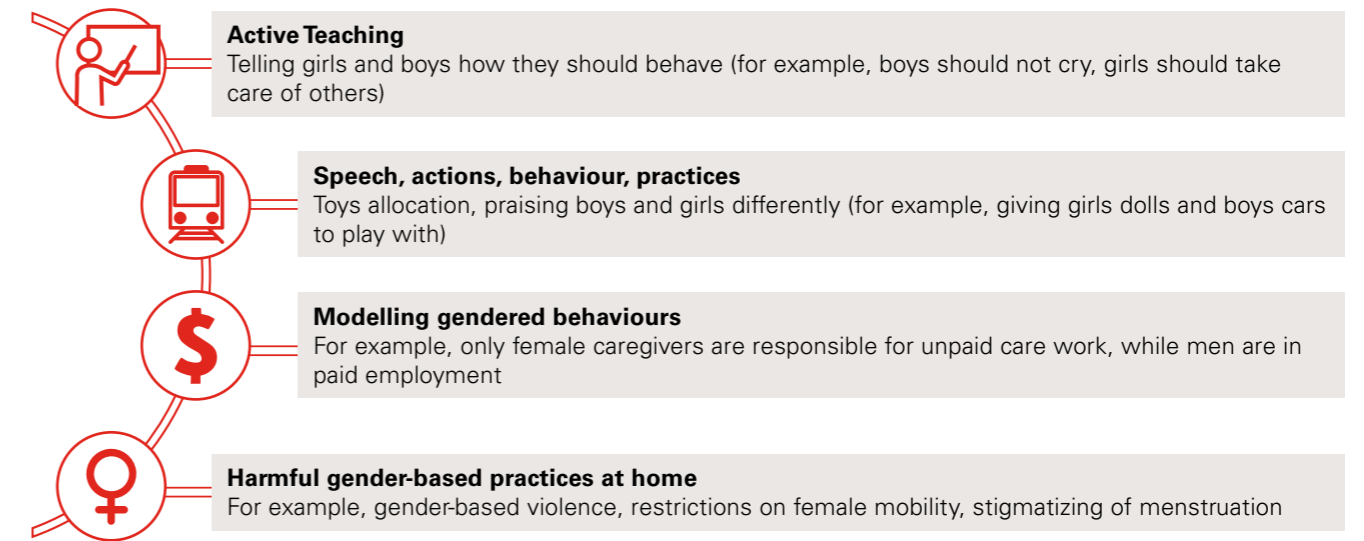 Active Teaching
Telling girls and boys how they should behave (for example, boys should not cry, girls should take
care of others)
Speech, actions, behaviour, practices
Toys allocation, praising boys and girls differently (for example, giving girls dolls and boys cars
to play with)
$
Modelling gendered behaviours
For example, only female caregivers are responsible for unpaid care work, while men are in
paid employment
Harmful gender-based practices at home
For example, gender-based violence, restrictions on female mobility, stigmatizing of menstruation